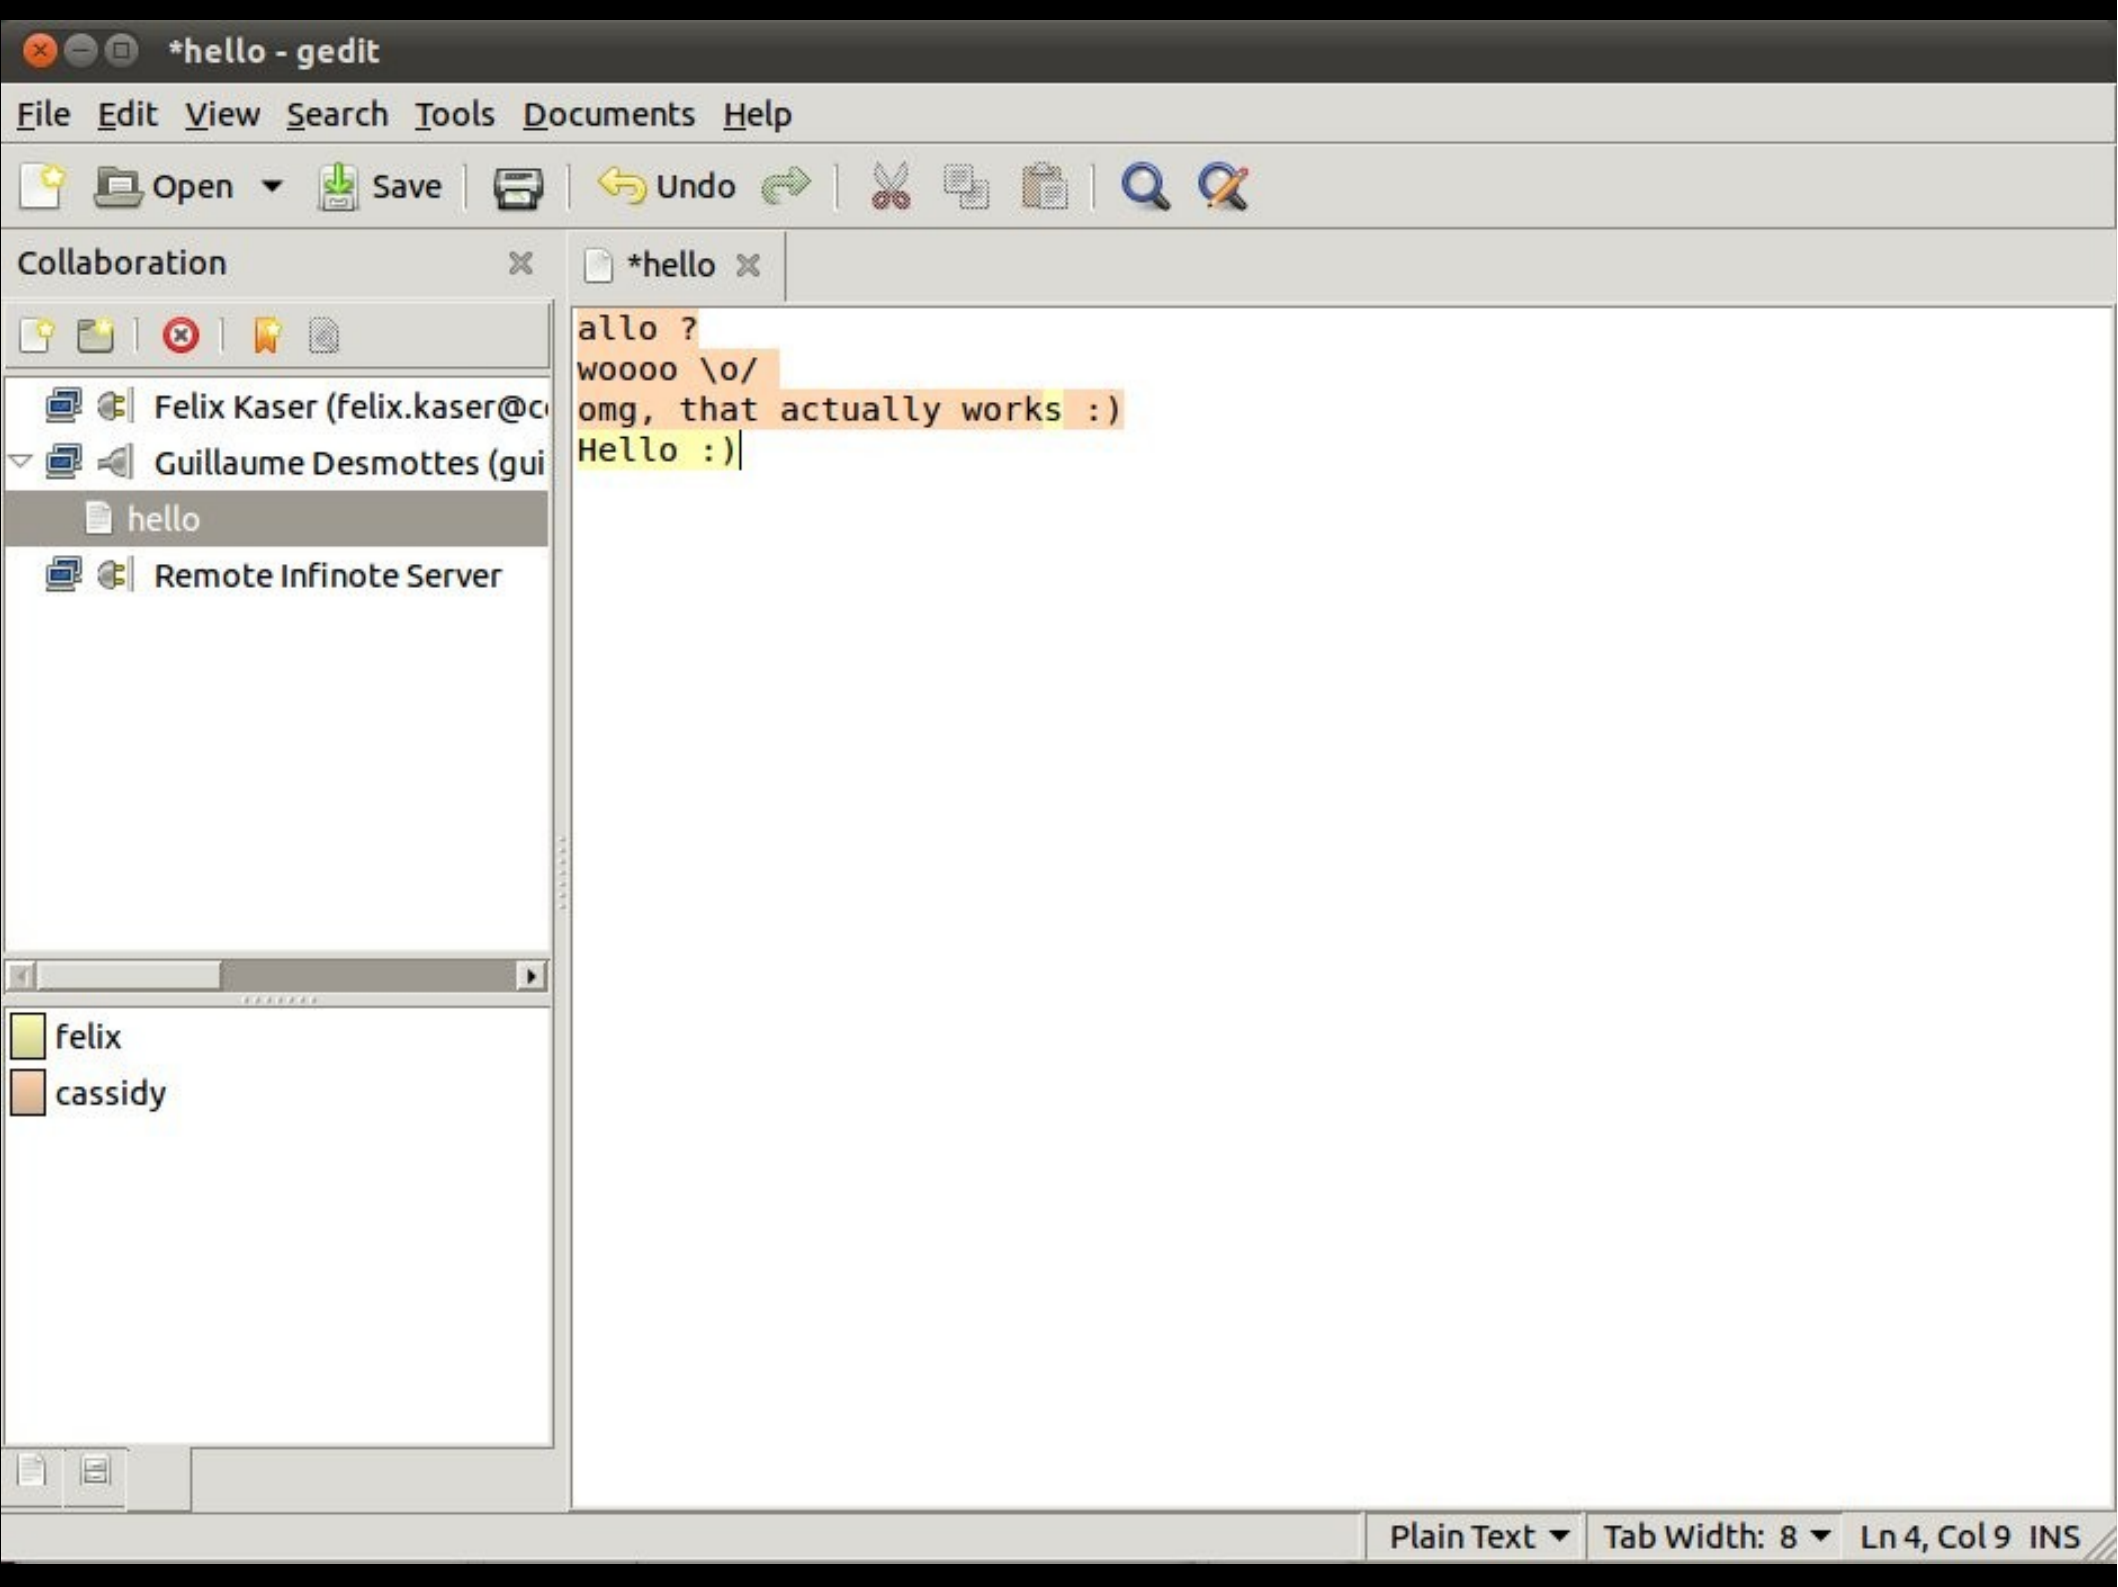 *hello - gedit
File Edit View Search Tools Documents Help
Open Save Undo
Collaboration
*hello
allo ?
woooo \o/
omg, that actually works :)
Hello :)
Felix Kaser (felix.kaser@c
Guillaume Desmottes (gui
hello
Remote Infinote Server
felix
cassidy
Plain Text Tab Width: 8 Ln 4, Col 9 INS